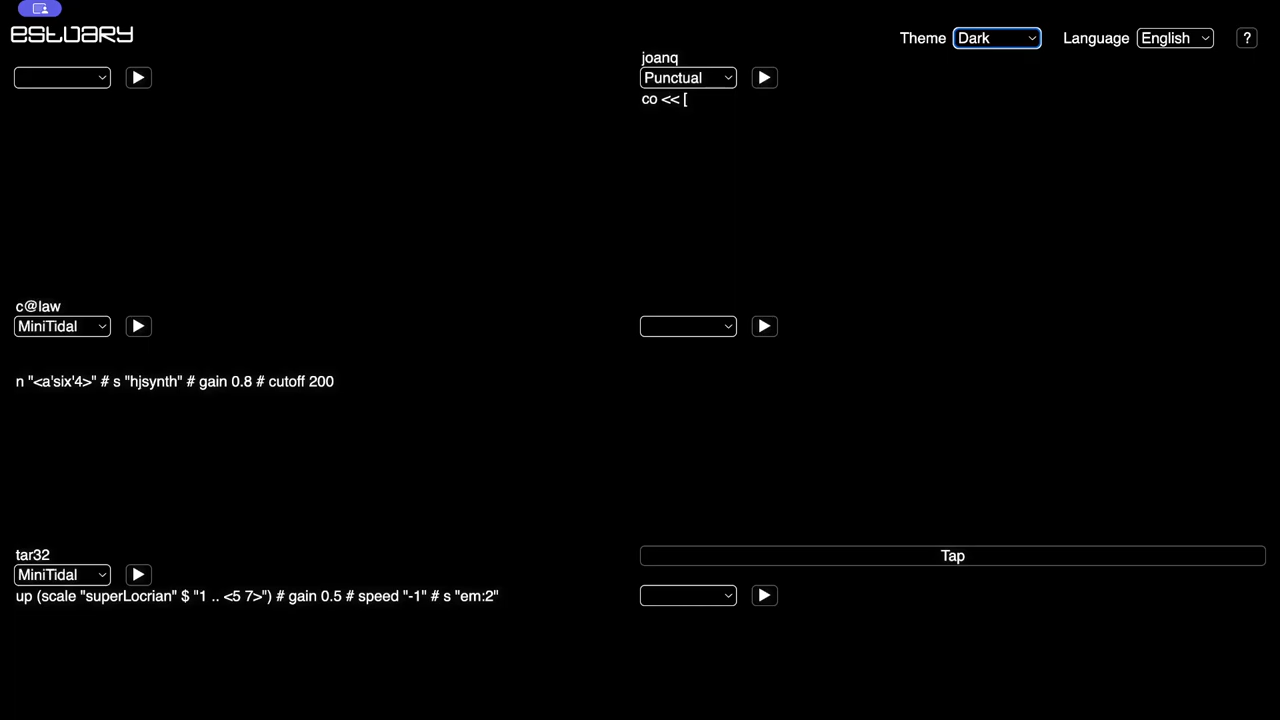 estuary
Theme Dark Language English ?
joanq
Punctual
co << [
c@law
MiniTidal
n "<a'six'4>" # s "hjsynth" # gain 0.8 # cutoff 200
tar32
MiniTidal
up (scale "superLocrian" $ "1 .. <5 7>") # gain 0.5 # speed "-1" # s "em:2"
Tap